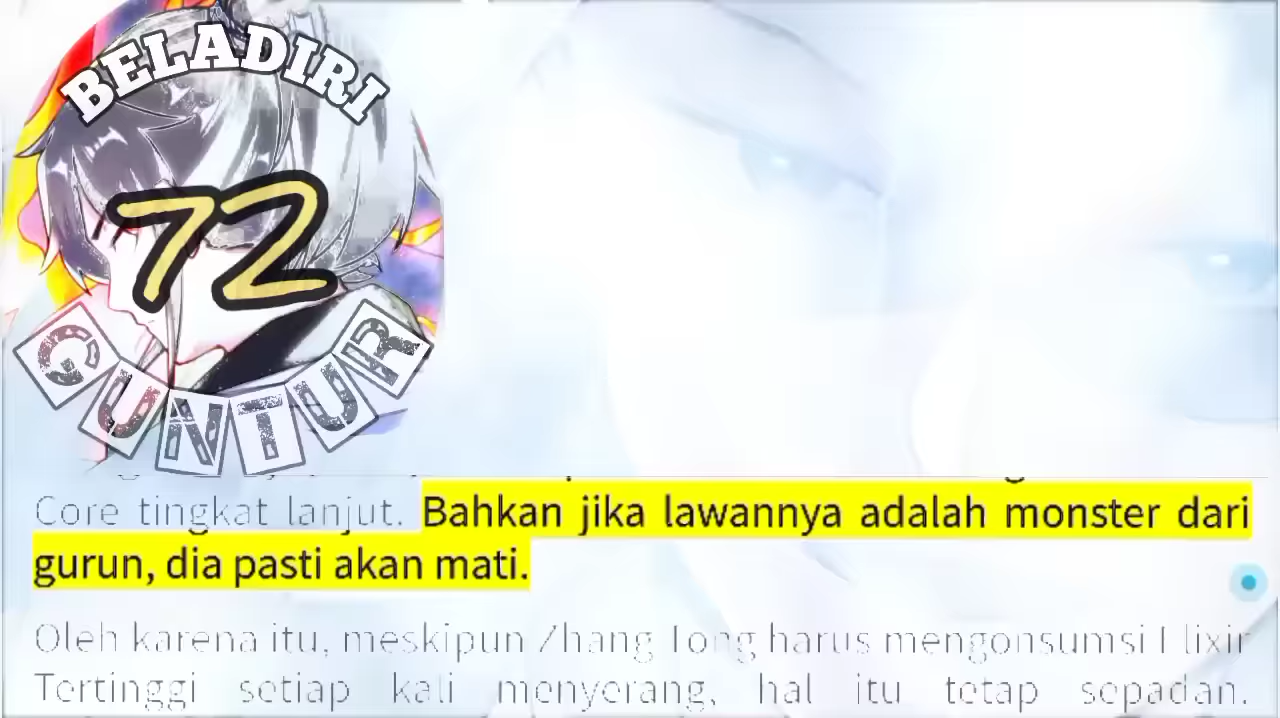 BELADIRI
72
GUNTUR
Core tingkat lanjut. Bahkan jika lawannya adalah monster dari
gurun, dia pasti akan mati.
Oleh karena itu, meskipun Zhang Tong harus mengonsumsi Elixir
Tertinggi setiap kali menyerang, hal itu tetap sepadan.